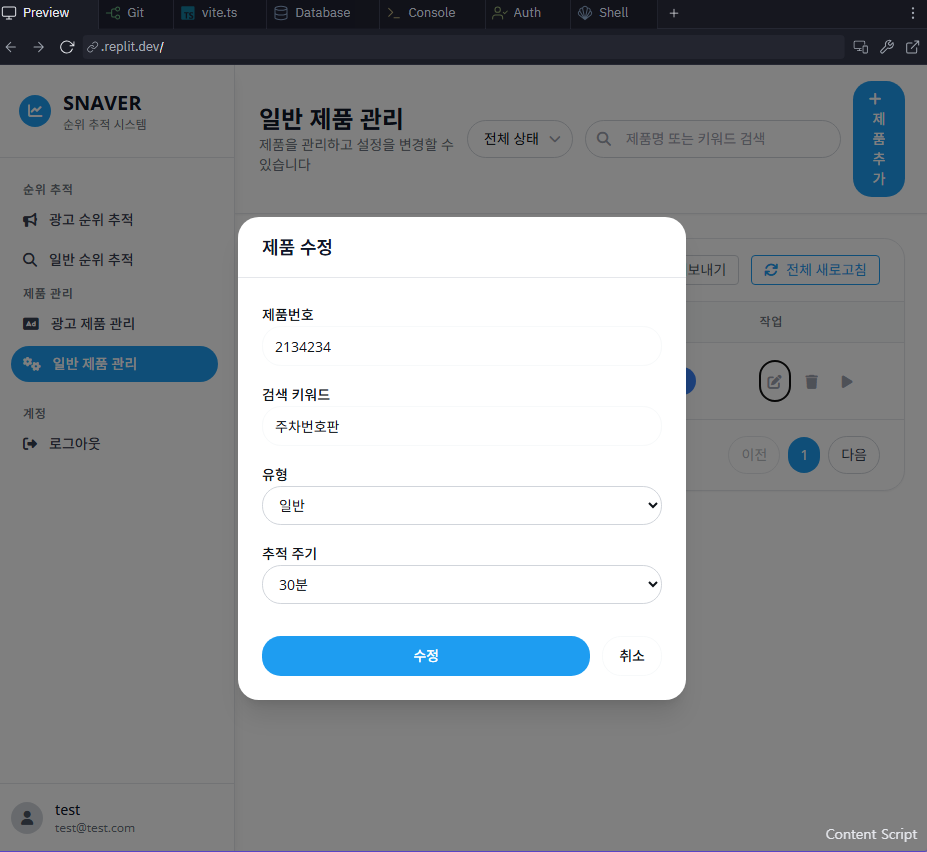 Preview
Git
vite.ts
Database
Console
Auth
Shell
.replit.dev/
SNAVER
순위 추적 시스템
순위 추적
광고 순위 추적
일반 순위 추적
제품 관리
Ad 광고 제품 관리
일반 제품 관리
계정
로그아웃
test
test@test.com
일반 제품 관리
제품을 관리하고 설정을 변경할 수
있습니다
전체 상태
제품명 또는 키워드 검색
+
제
품
추
가
보내기
전체 새로고침
작업
이전
1
다음
제품 수정
제품번호
2134234
검색 키워드
주차번호판
유형
일반
추적 주기
30분
수정
취소
Content Script